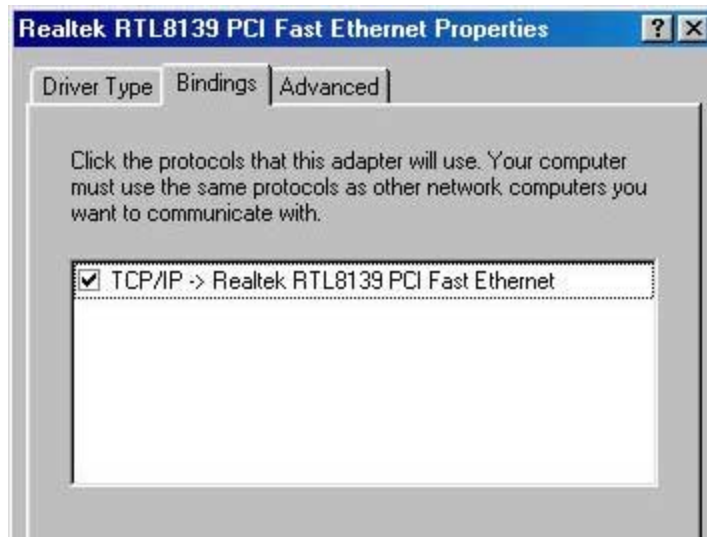 Realtek RTL8139 PCI Fast Ethernet Properties
Driver Type Bindings Advanced
Click the protocols that this adapter will use. Your computer
must use the same protocols as other network computers you
want to communicate with.
TCP/IP -> Realtek RTL8139 PCI Fast Ethernet